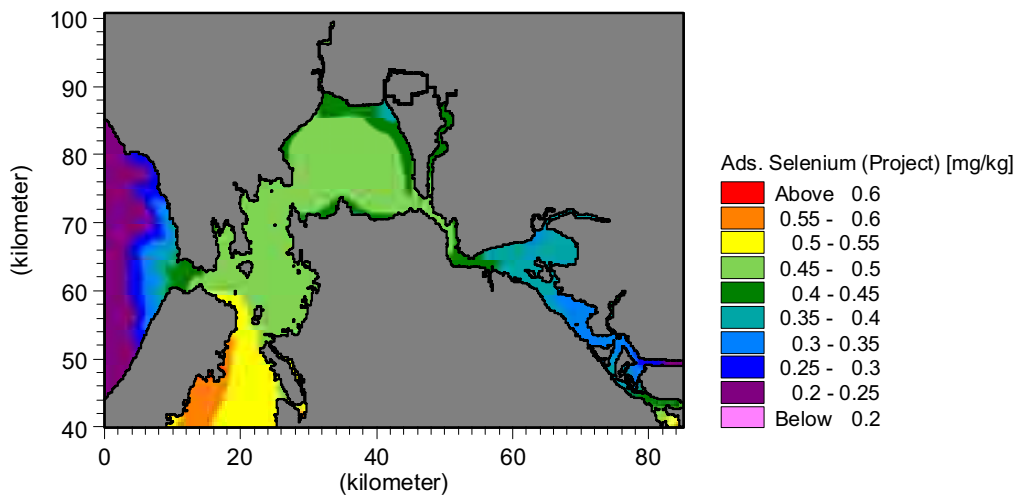 100
90
80
70
60
50
40
(kilometer)
0 20 40 60 80
(kilometer)
Ads. Selenium (Project) [mg/kg]
Above 0.6
0.55 - 0.6
0.5 - 0.55
0.45 - 0.5
0.4 - 0.45
0.35 - 0.4
0.3 - 0.35
0.25 - 0.3
0.2 - 0.25
Below 0.2